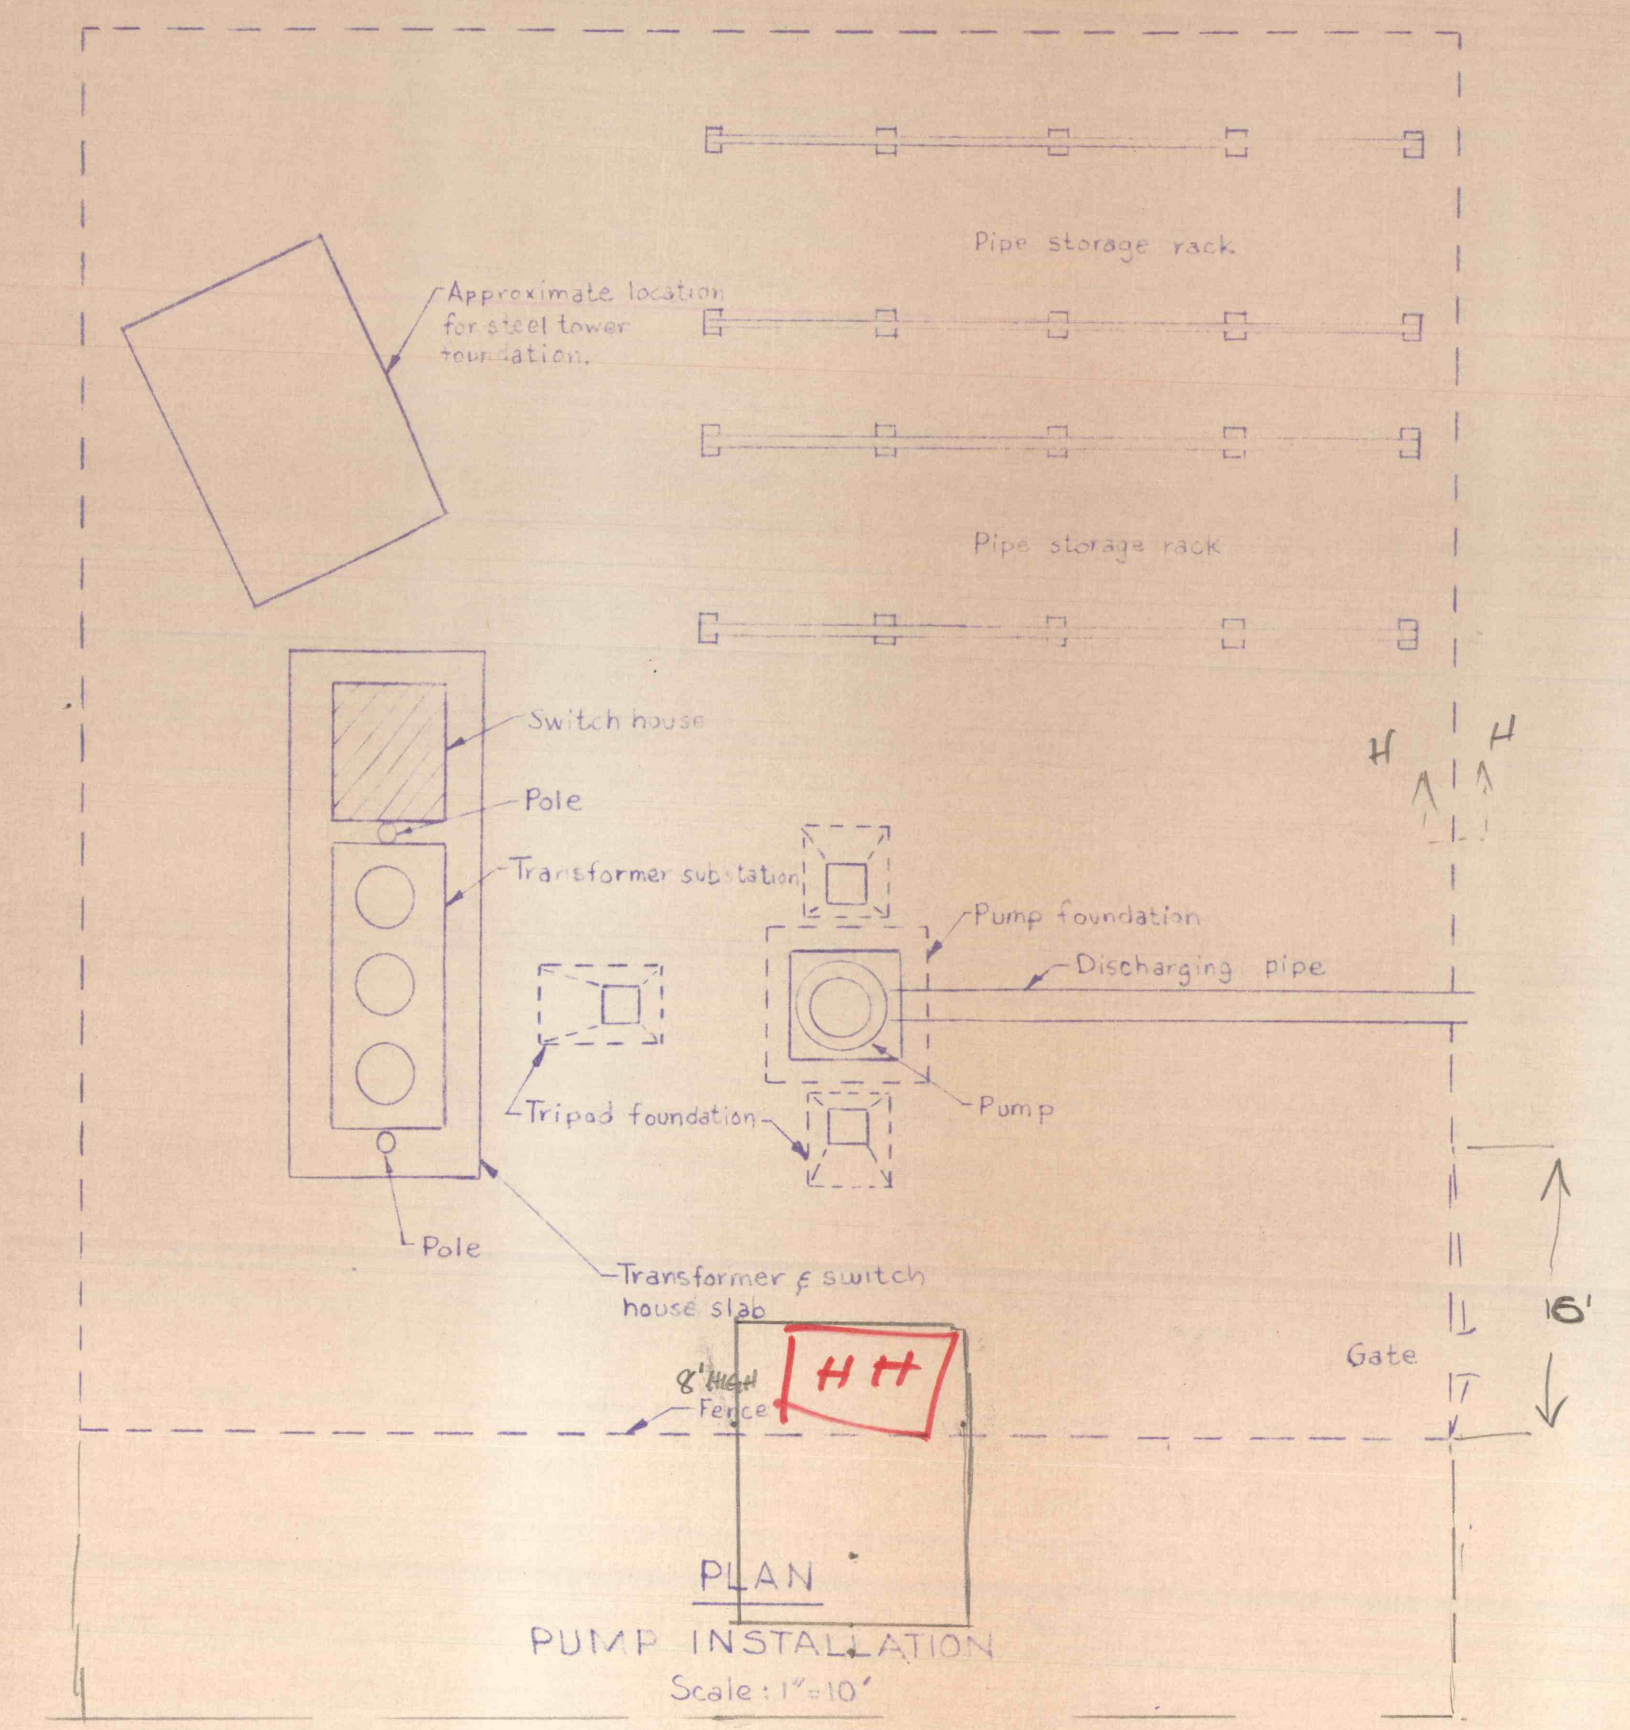 Pipe storage rack
Approximate location
for steel tower
foundation.
Pipe storage rack
Switch house
H H
Pole
Transformer substation
Pump foundation
Discharging pipe
Tripod foundation
Pump
Pole
Transformer & switch
house slab
16'
Gate
8' HIGH
Fence
H H
PLAN
PUMP INSTALLATION
Scale: 1"=10'